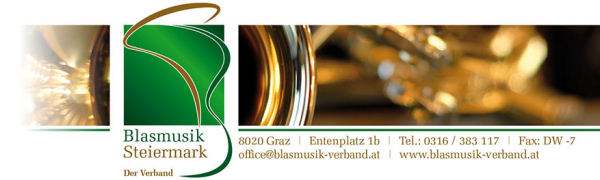 Blasmusik
Steiermark
Der Verband
8020 Graz | Entenplatz 1b | Tel.: 0316 / 383 117 | Fax: DW -7
office@blasmusik-verband.at | www.blasmusik-verband.at